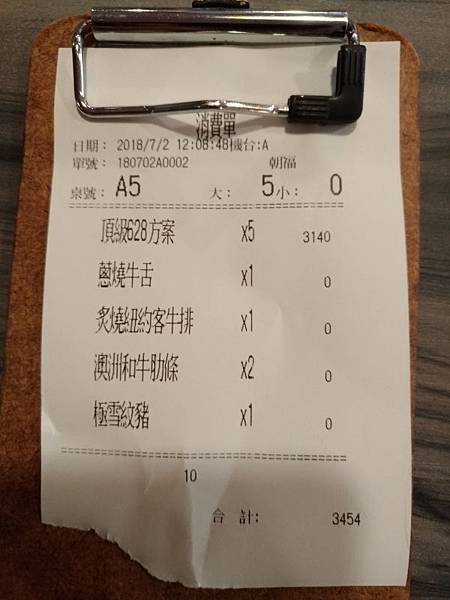 消費單
日期： 2018/7/2 12:08:48機台:A
單號： 180702A0002 朝福
桌號： A5 大： 5小： 0
頂級628方案 x5 3140
蔥燒牛舌 x1 0
炙燒紐約客牛排 x1 0
澳洲和牛肋條 x2 0
極雪紋豬 x1 0
10
合 計: 3454